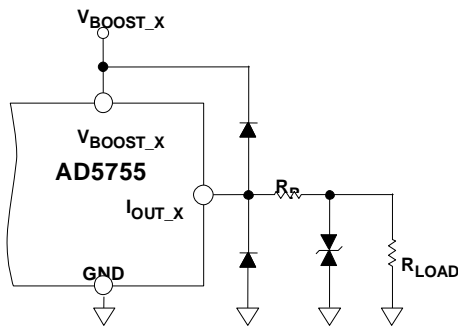 VBOOST_X
VBOOST_X
AD5755
IOUT_X
RP
GND
RLOAD